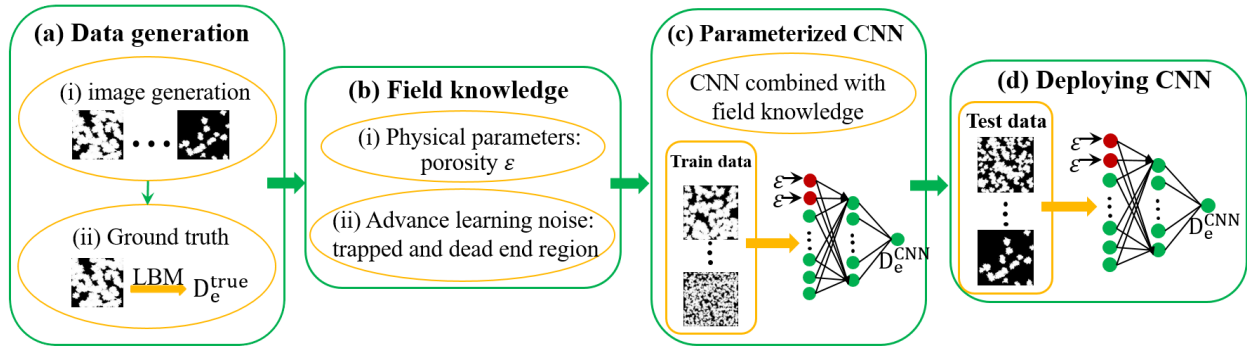 (a) Data generation
(i) image generation
(ii) Ground truth
LBM
D_e^true
(b) Field knowledge
(i) Physical parameters:
porosity ε
(ii) Advance learning noise:
trapped and dead end region
(c) Parameterized CNN
CNN combined with
field knowledge
Train data
ε
ε
D_e^CNN
(d) Deploying CNN
Test data
ε
ε
D_e^CNN